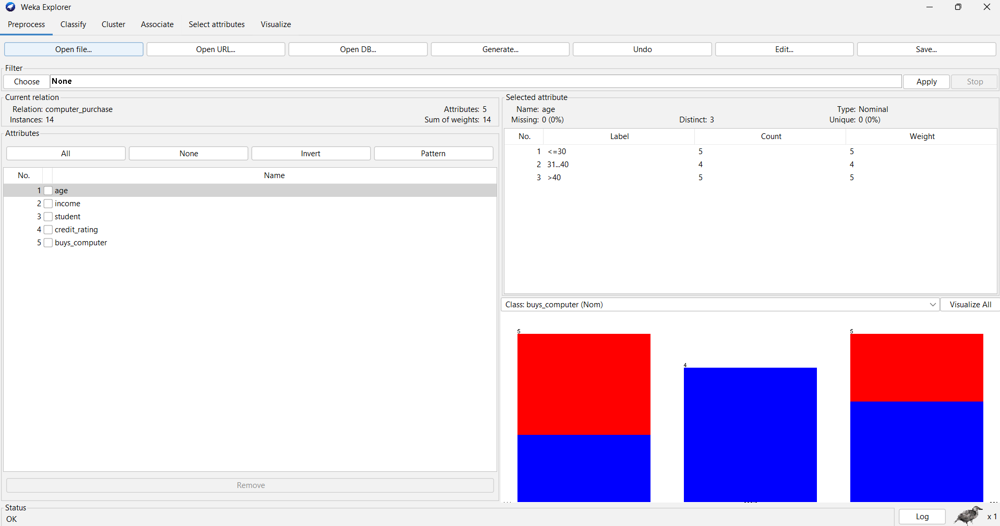 Weka Explorer
Preprocess Classify Cluster Associate Select attributes Visualize
Open file... Open URL... Open DB... Generate... Undo Edit... Save...
Filter
Choose None Apply Stop
Current relation
Relation: computer_purchase Attributes: 5
Instances: 14 Sum of weights: 14
Attributes
All None Invert Pattern
No. Name
1 age
2 income
3 student
4 credit_rating
5 buys_computer
Remove
Selected attribute
Name: age Type: Nominal
Missing: 0 (0%) Distinct: 3 Unique: 0 (0%)
No. Label Count Weight
1 <=30 5 5
2 31...40 4 4
3 >40 5 5
Class: buys_computer (Nom) Visualize All
5 4 5
Status
OK Log x 1